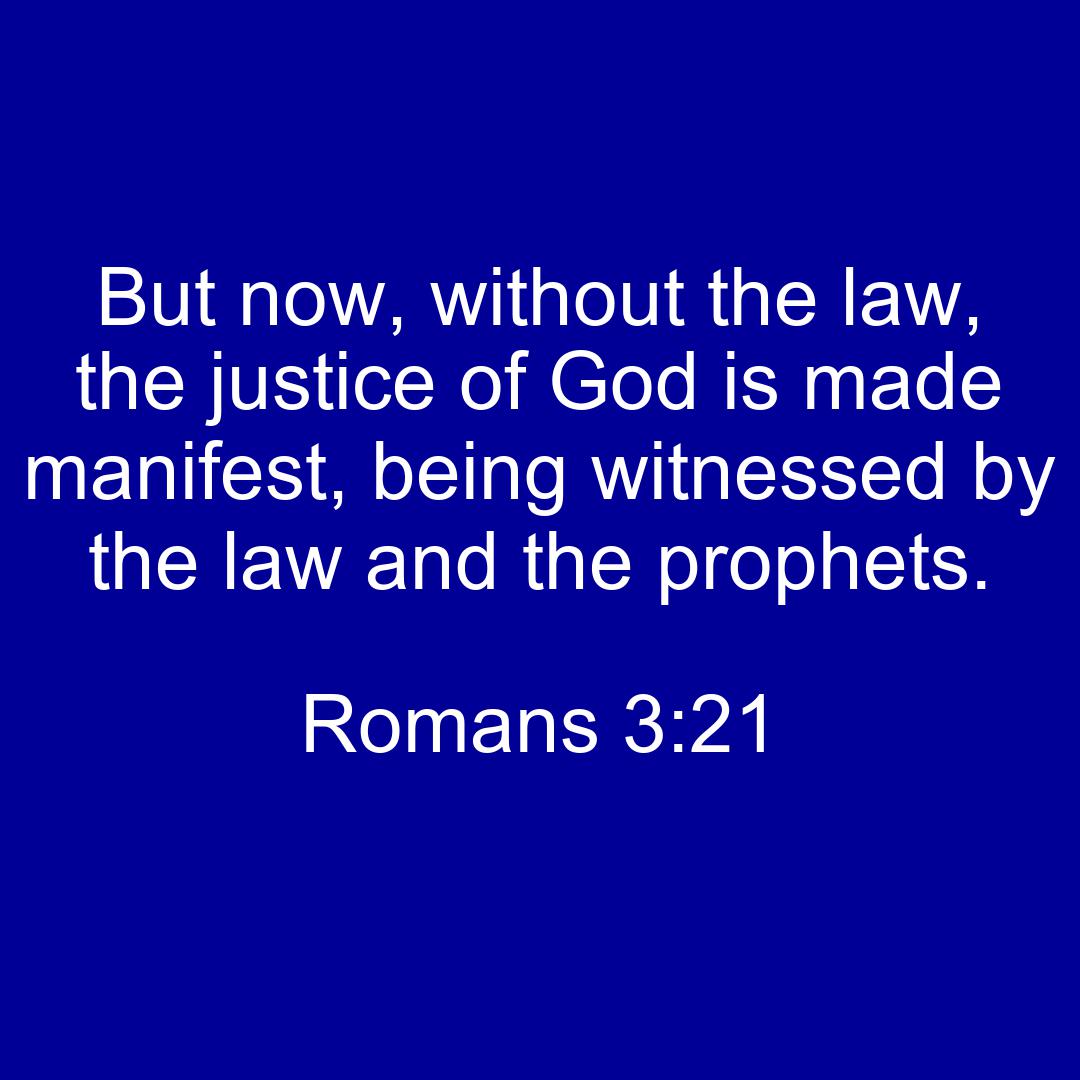 But now, without the law,
the justice of God is made
manifest, being witnessed by
the law and the prophets.
Romans 3:21